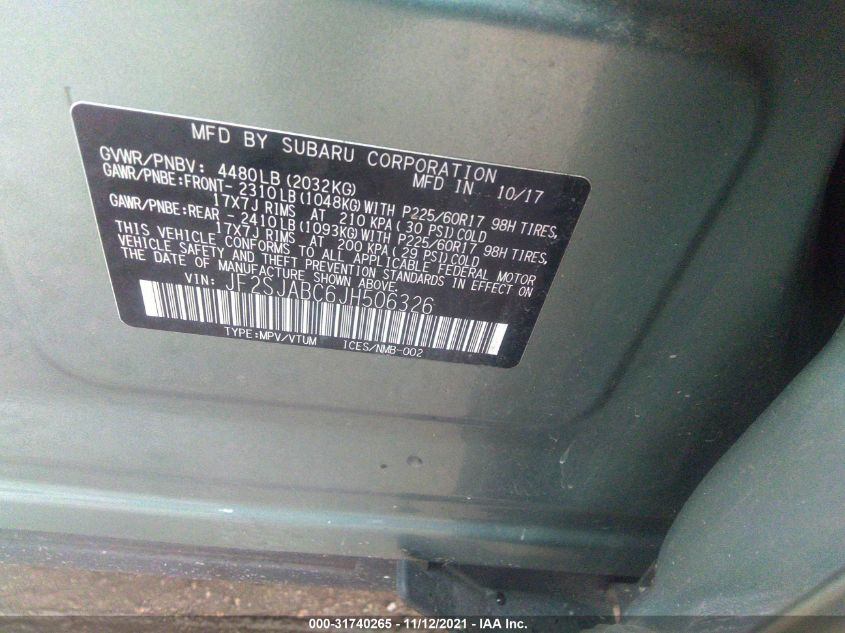 MFD BY SUBARU CORPORATION
GVWR/PNBV: 4480LB(2032KG) MFD IN 10/17
GAWR/PNBE:FRONT-2310LB(1048KG)WITH P225/60R17 98H TIRES,
17X7J RIMS AT 210KPA(30 PSI)COLD
GAWR/PNBE:REAR -2410LB(1093KG)WITH P225/60R17 98H TIRES,
17X7J RIMS AT 200KPA(29 PSI)COLD
THIS VEHICLE CONFORMS TO ALL APPLICABLE FEDERAL MOTOR
VEHICLE SAFETY AND THEFT PREVENTION STANDARDS IN EFFECT ON
THE DATE OF MANUFACTURE SHOWN ABOVE.
VIN: JF2SJABC6JH506326
TYPE:MPV/VTUM ICES/NMB-002
000-31740265 - 11/12/2021 - IAA Inc.